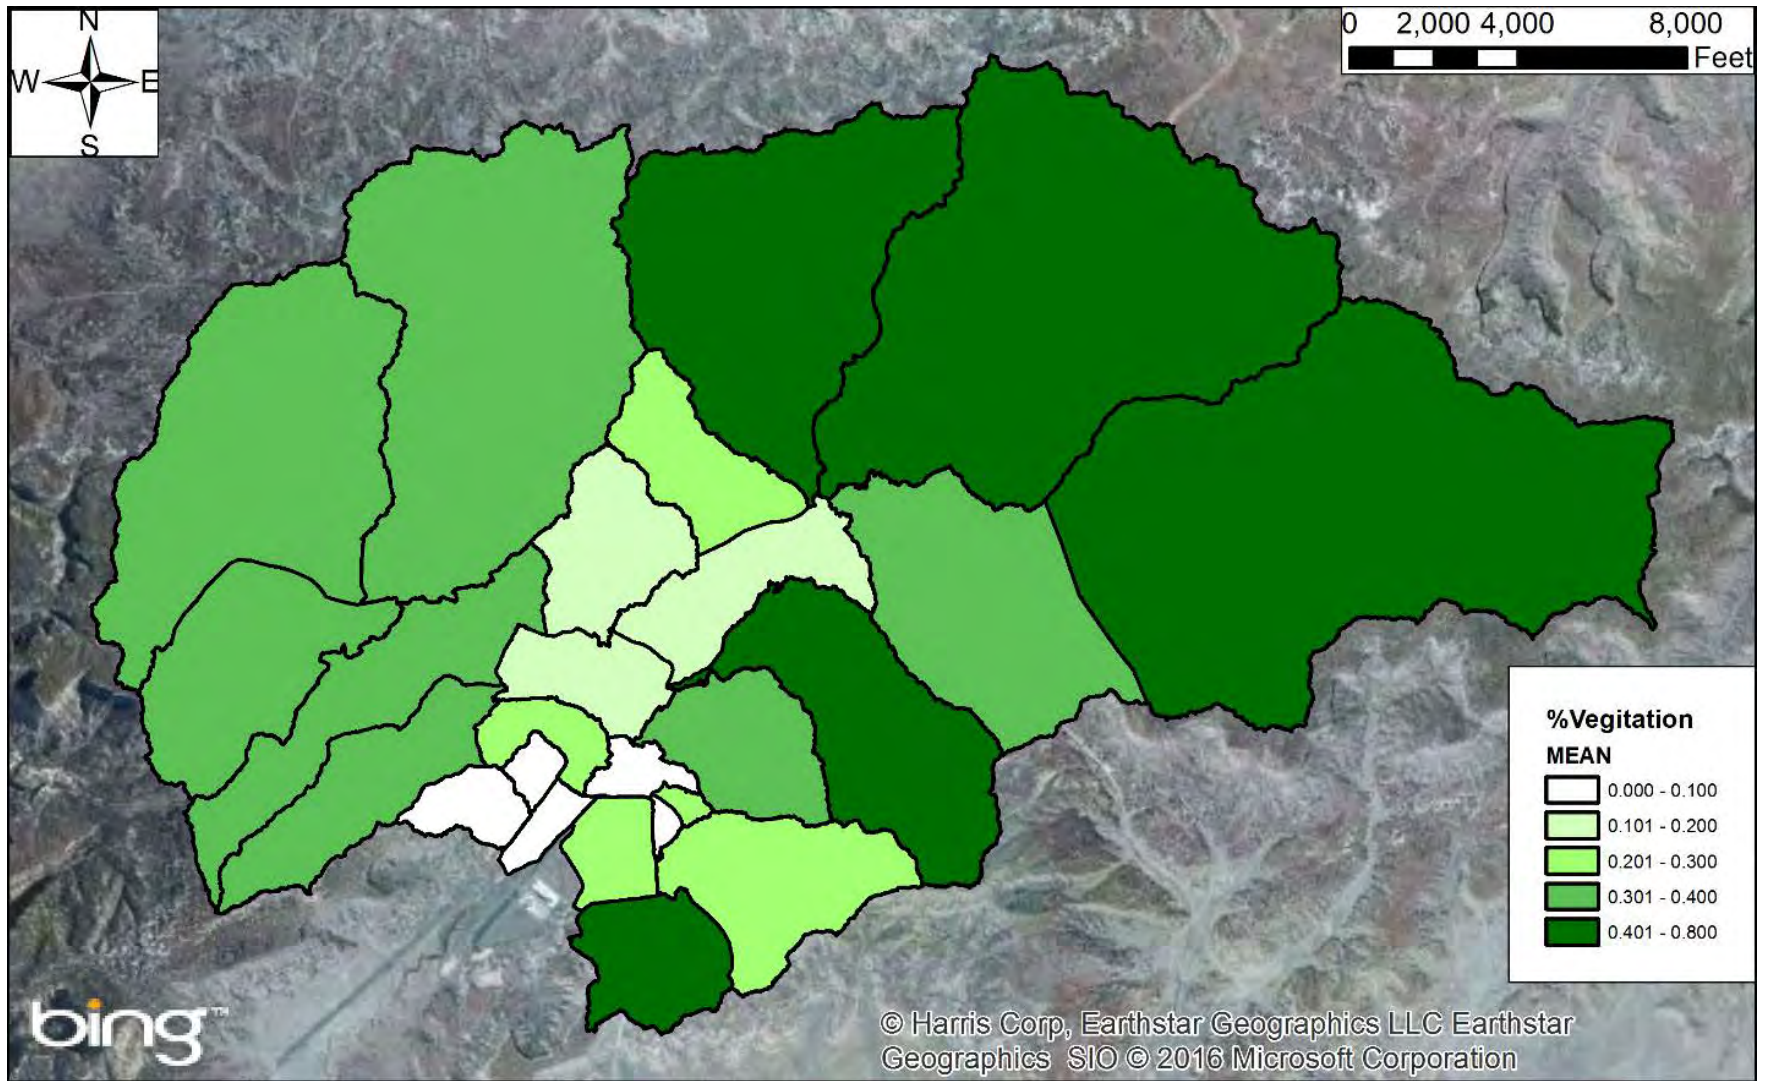 N
W E
S
0 2,000 4,000 8,000
Feet
%Vegitation
MEAN
0.000 - 0.100
0.101 - 0.200
0.201 - 0.300
0.301 - 0.400
0.401 - 0.800
bing™
© Harris Corp, Earthstar Geographics LLC Earthstar
Geographics SIO © 2016 Microsoft Corporation